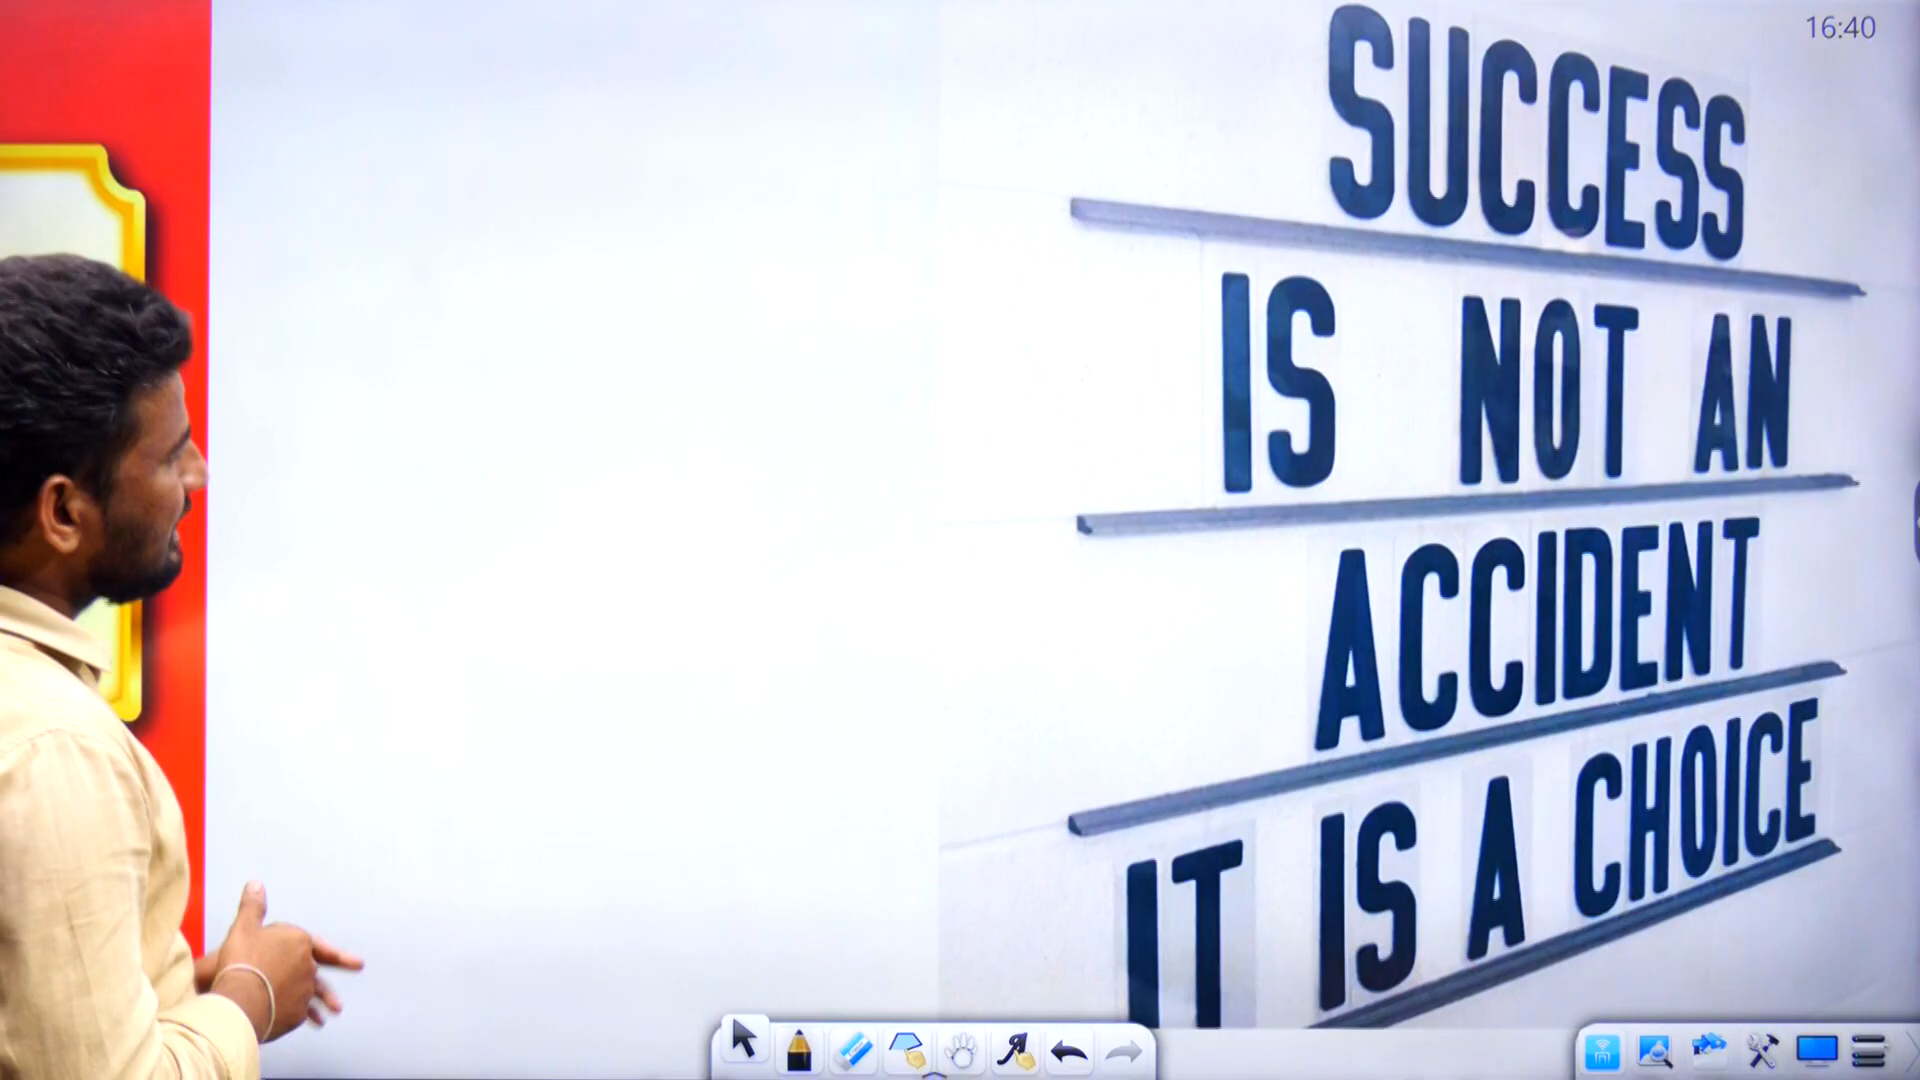 16:40
SUCCESS
IS NOT AN
ACCIDENT
IT IS A CHOICE